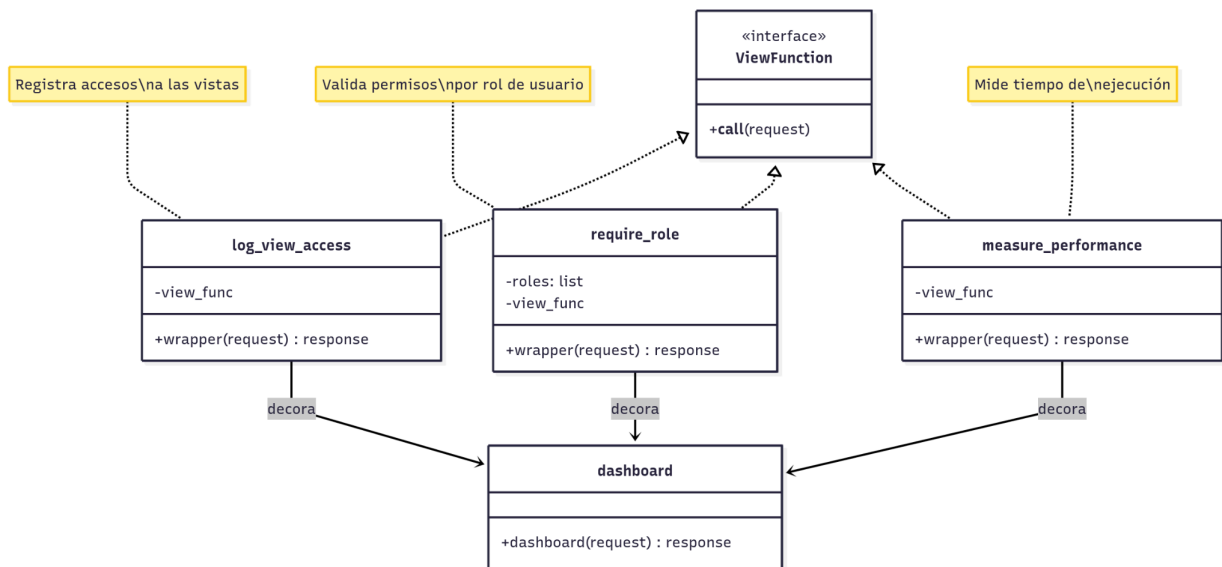 «interface»
ViewFunction
+call(request)
Registra accesos\na las vistas
Valida permisos\npor rol de usuario
Mide tiempo de\nejecución
log_view_access
-view_func
+wrapper(request) : response
require_role
-roles: list
-view_func
+wrapper(request) : response
measure_performance
-view_func
+wrapper(request) : response
decora
decora
decora
dashboard
+dashboard(request) : response